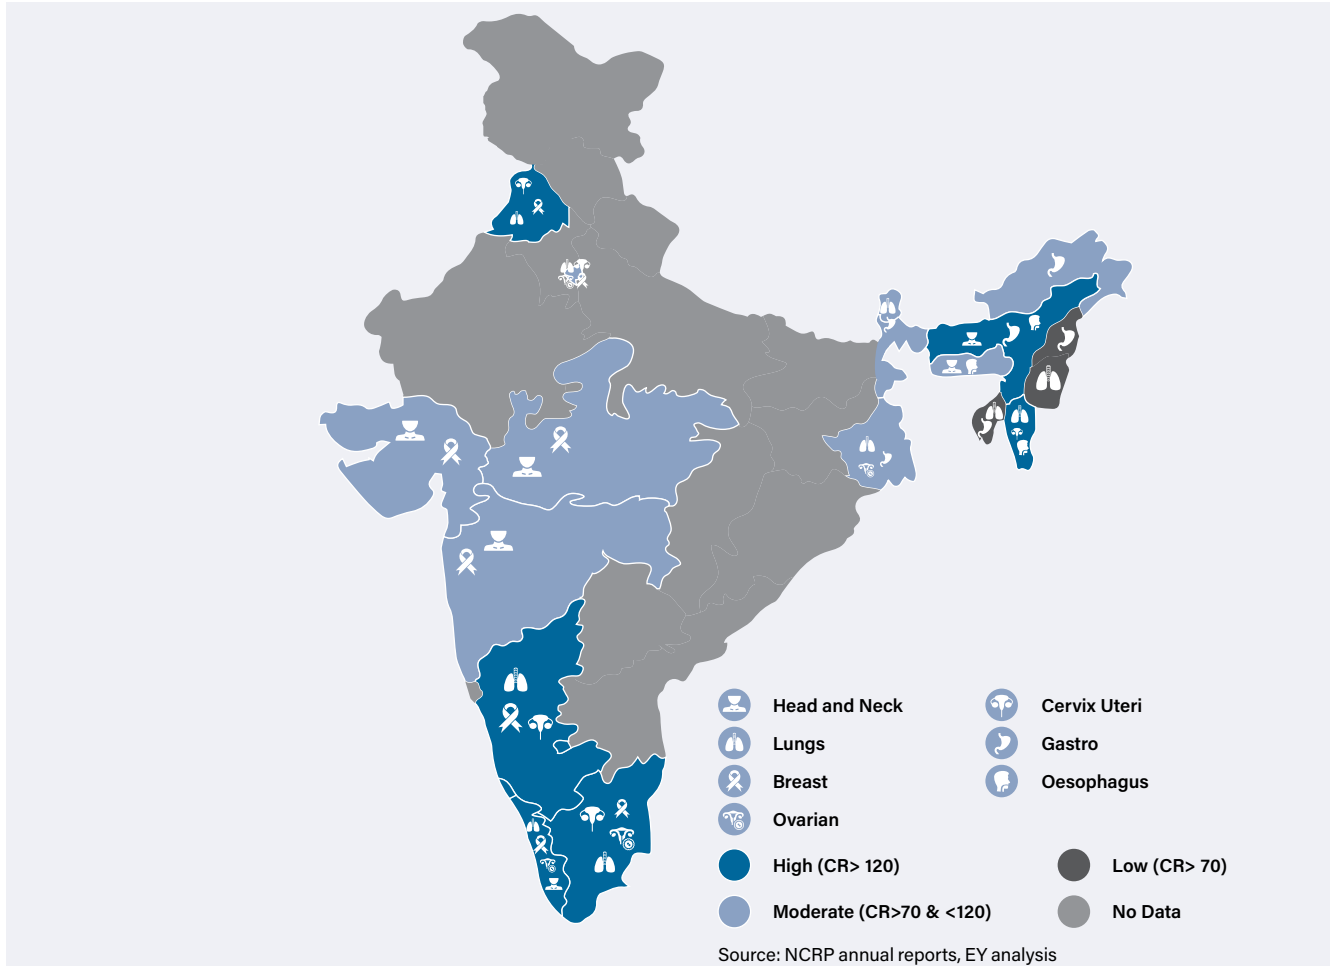 Head and Neck
Cervix Uteri
Lungs
Gastro
Breast
Oesophagus
Ovarian
High (CR> 120)
Low (CR> 70)
Moderate (CR>70 & <120)
No Data
Source: NCRP annual reports, EY analysis